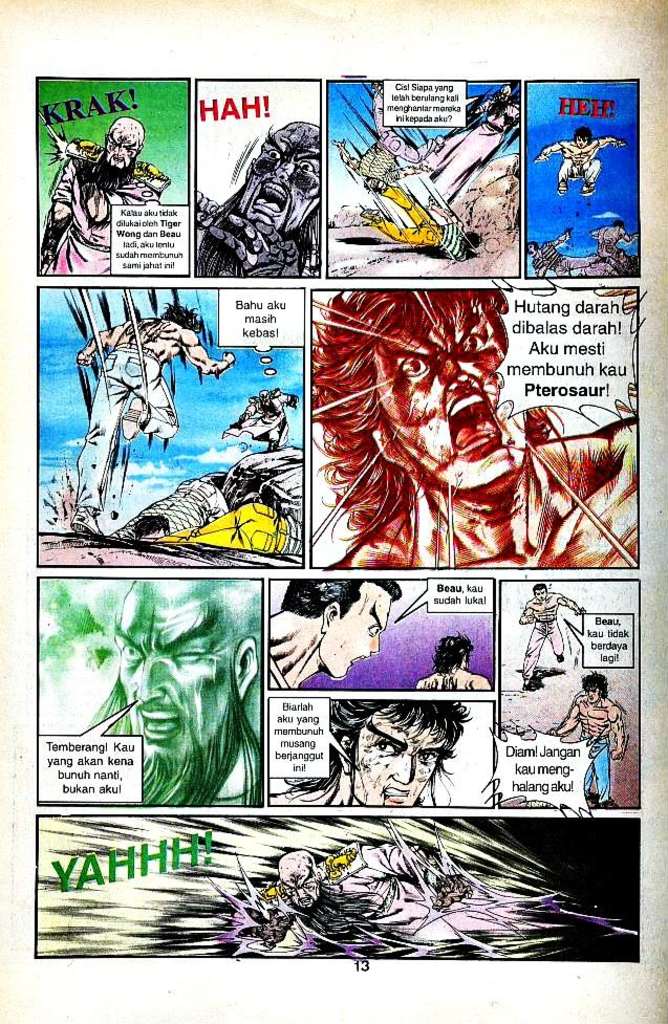 KRAK!
Kalau aku tidak
dilukai oleh Tiger
Wong dan Beau
tadi, aku tentu
sudah membunuh
sami jahat ini!
HAH!
Cis! Siapa yang
telah berulang kali
menghantar mereka
ini kepada aku?
HEH!
Bahu aku
masih
kebas!
Hutang darah
dibalas darah!
Aku mesti
membunuh kau
Pterosaur!
Temberang! Kau
yang akan kena
bunuh nanti,
bukan aku!
Beau, kau
sudah luka!
Biarlah
aku yang
membunuh
musang
berjanggut
ini!
Beau,
kau tidak
berdaya
lagi!
Diam! Jangan
kau meng-
halang aku!
YAHHH!
13